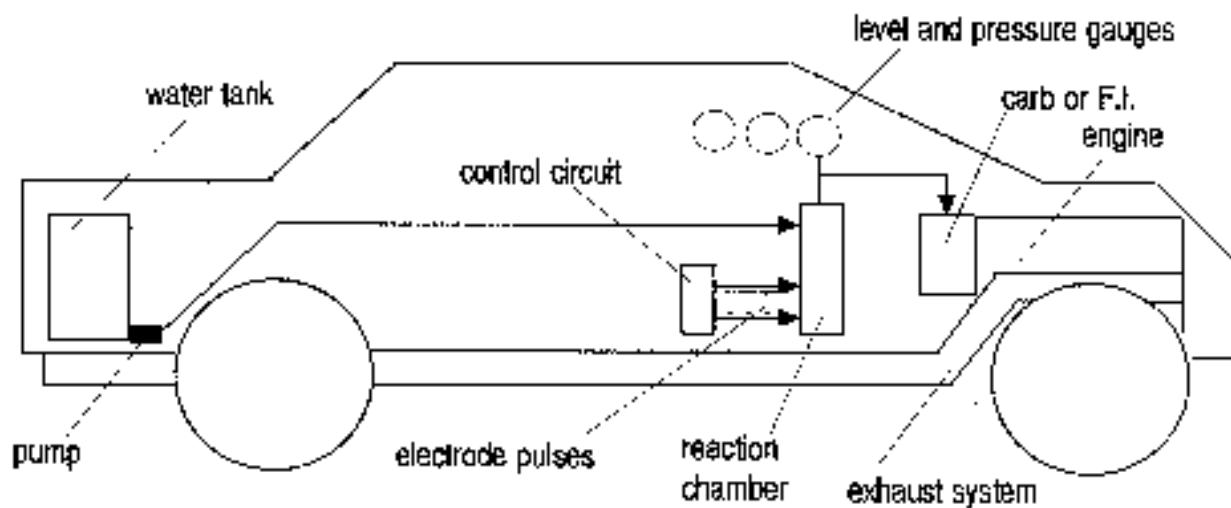 level and pressure gauges
water tank
carb or F.I.
engine
control circuit
pump
electrode pulses
reaction
chamber
exhaust system